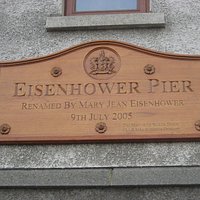 EISENHOWER PIER
RENAMED BY MARY JEAN EISENHOWER
9TH JULY 2005